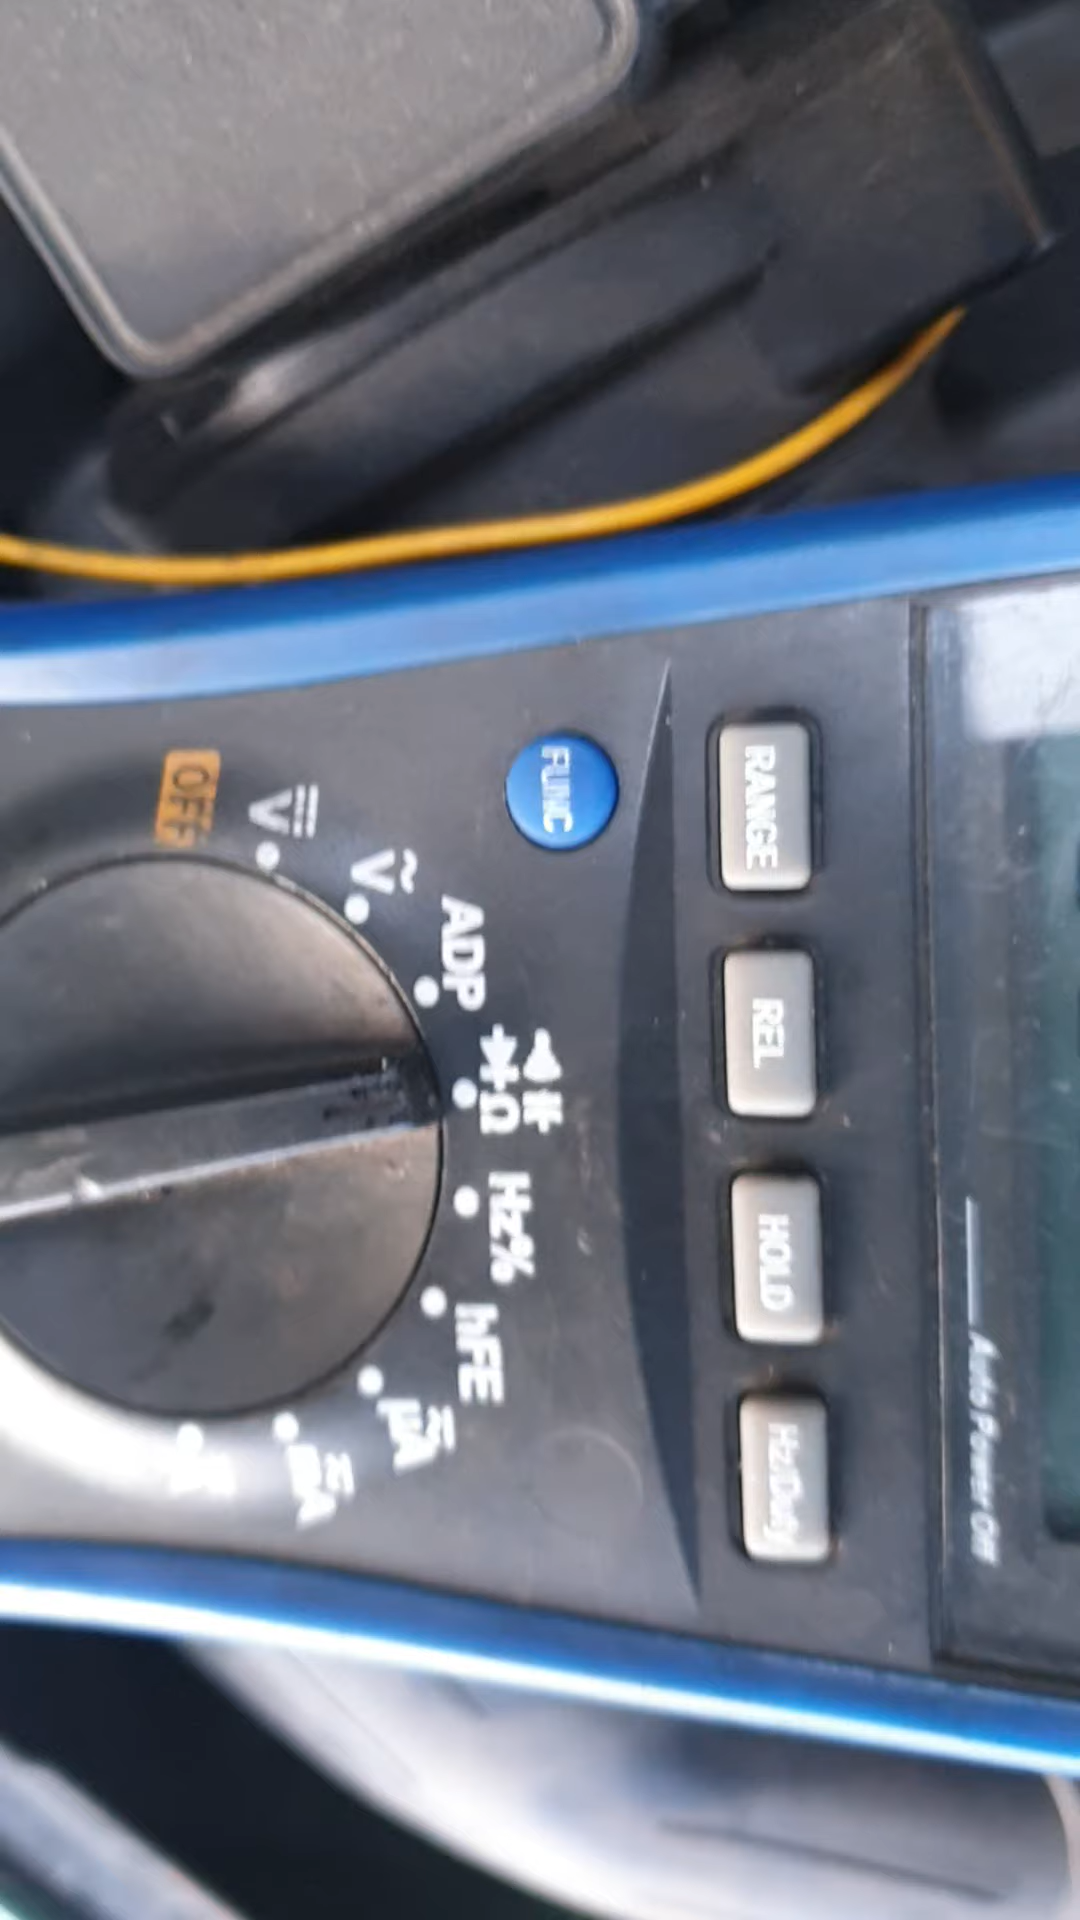 Auto Power Off
RANGE
REL
HOLD
Hz/Duty
FUNC
OFF
V
V
ADP
Ω
Hz%
hFE
µA
mA